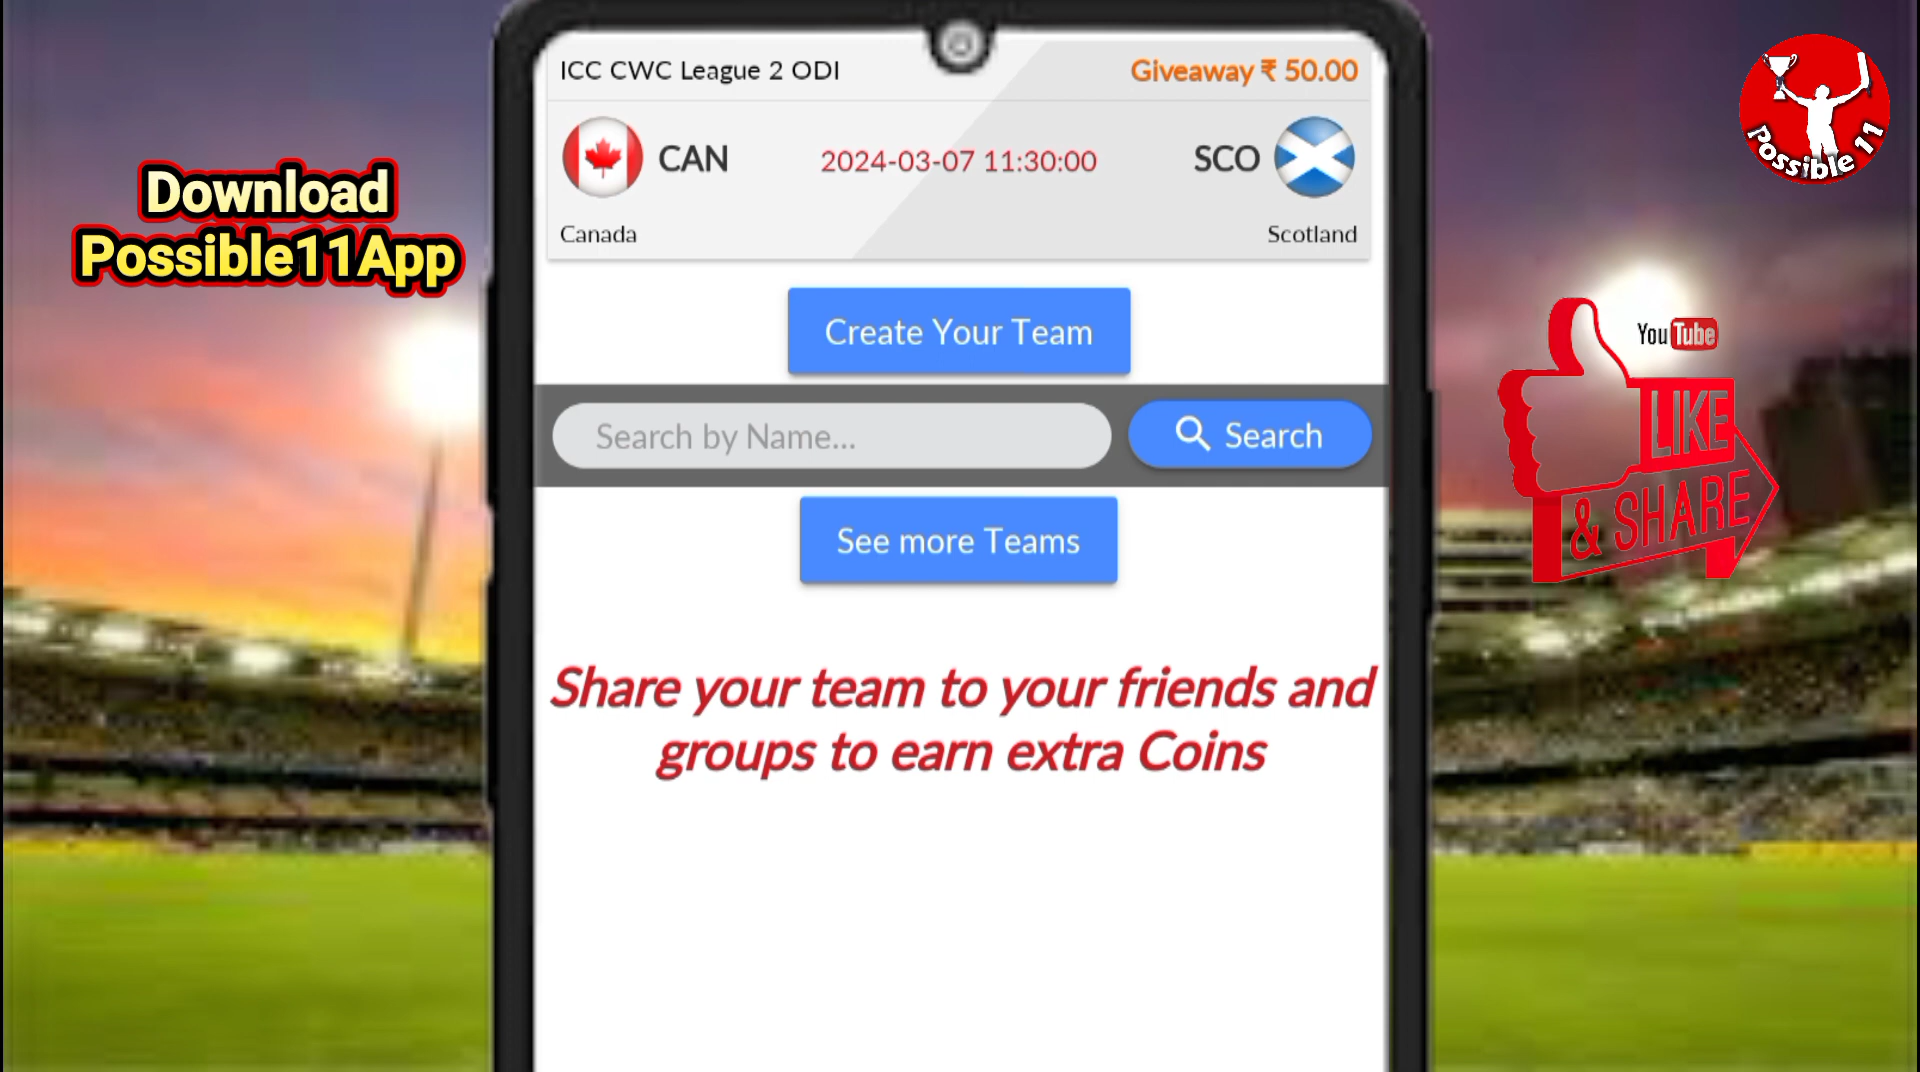 ICC CWC League 2 ODI
Giveaway ₹ 50.00
CAN
2024-03-07 11:30:00
SCO
Canada
Scotland
Download
Possible11App
Possible 11
Create Your Team
Search by Name...
Search
See more Teams
YouTube
LIKE
& SHARE
Share your team to your friends and
groups to earn extra Coins